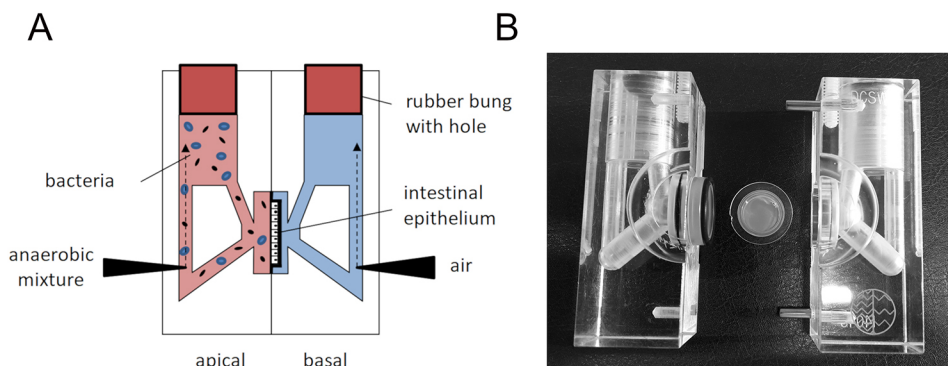 A
B
rubber bung
with hole
bacteria
intestinal
epithelium
anaerobic
mixture
air
apical
basal